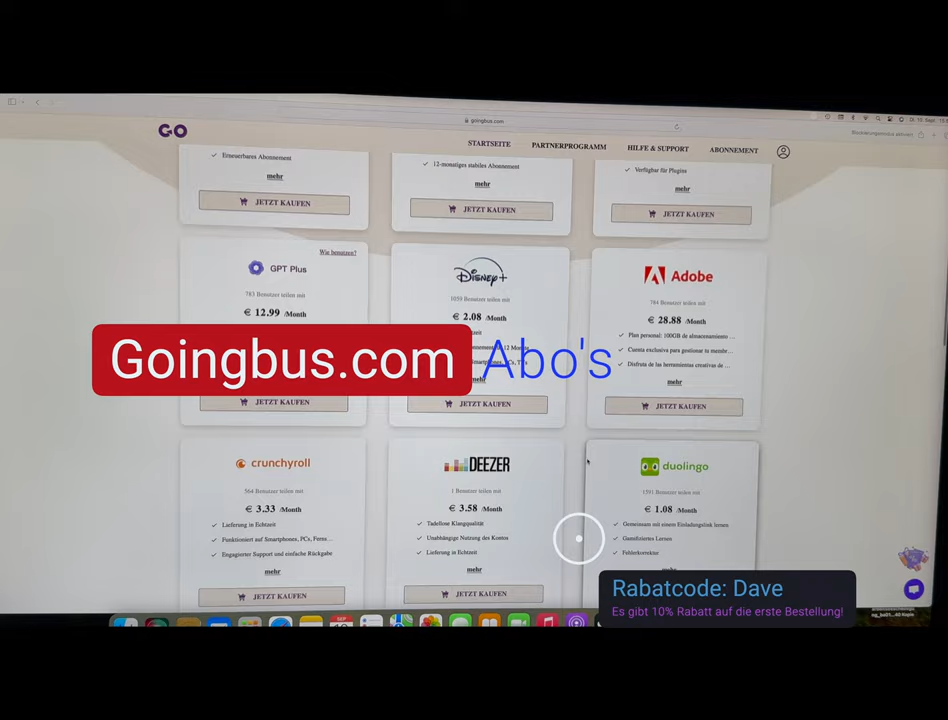 goingbus.com
GO
STARTSEITE
PARTNERPROGRAMM
HILFE & SUPPORT
ABONNEMENT
Erneuerbares Abonnement
mehr
JETZT KAUFEN
12-monatiges stabiles Abonnement
mehr
JETZT KAUFEN
Verfügbar für Plugins
mehr
JETZT KAUFEN
Wie benutzen?
GPT Plus
783 Benutzer teilen mit
€ 12.99 /Month
JETZT KAUFEN
Disney+
1059 Benutzer teilen mit
€ 2.08 /Month
JETZT KAUFEN
Adobe
784 Benutzer teilen mit
€ 28.88 /Month
Plus personal: 100GB de almacenamiento ...
Cuenta exclusiva para gestionar tu membr...
Disfruta de las herramientas creativas de ...
mehr
JETZT KAUFEN
Goingbus.com Abo's
crunchyroll
564 Benutzer teilen mit
€ 3.33 /Month
Lieferung in Echtzeit
Funktioniert auf Smartphones, PCs, Ferns...
Engagierter Support und einfache Rückgabe
mehr
JETZT KAUFEN
DEEZER
1 Benutzer teilen mit
€ 3.58 /Month
Tadellose Klangqualität
Unabhängige Nutzung des Kontos
Lieferung in Echtzeit
mehr
JETZT KAUFEN
duolingo
1391 Benutzer teilen mit
€ 1.08 /Month
Gemeinsam mit einem Einladungslink lernen
Gamifiziertes Lernen
Fehlerkorrektur
Rabatcode: Dave
Es gibt 10% Rabatt auf die erste Bestellung!